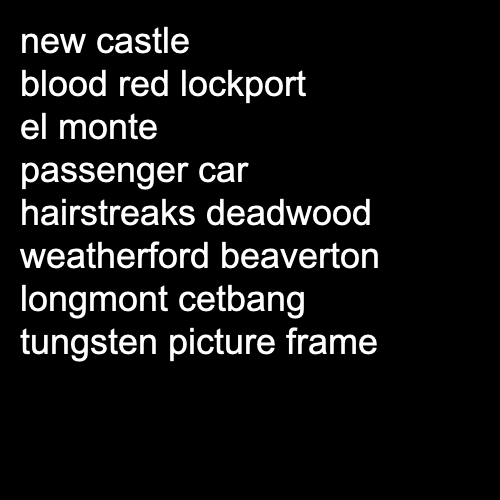 new castle
blood red lockport
el monte
passenger car
hairstreaks deadwood
weatherford beaverton
longmont cetbang
tungsten picture frame